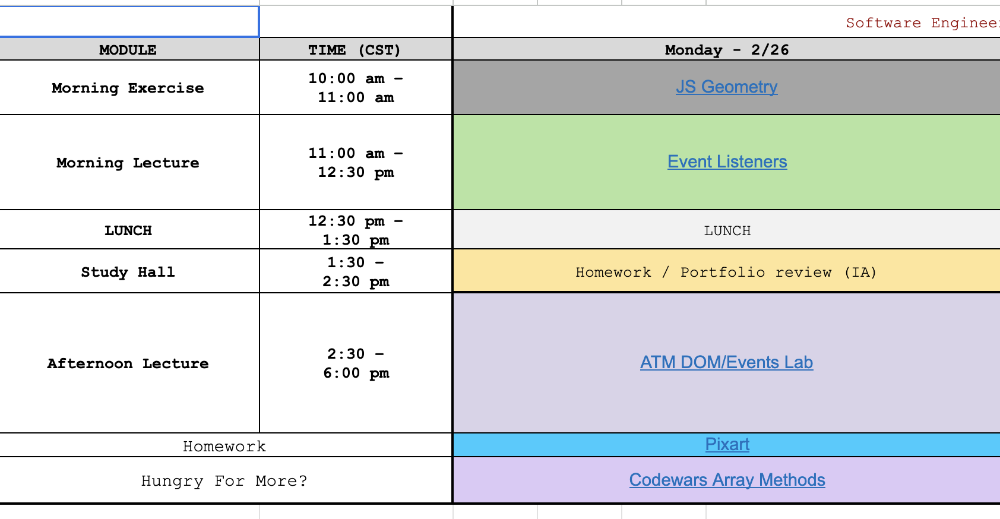 Software Enginee
MODULE
TIME (CST)
Monday - 2/26
Morning Exercise
10:00 am –
11:00 am
JS Geometry
Morning Lecture
11:00 am –
12:30 pm
Event Listeners
LUNCH
12:30 pm –
1:30 pm
LUNCH
Study Hall
1:30 –
2:30 pm
Homework / Portfolio review (IA)
Afternoon Lecture
2:30 –
6:00 pm
ATM DOM/Events Lab
Homework
Pixart
Hungry For More?
Codewars Array Methods